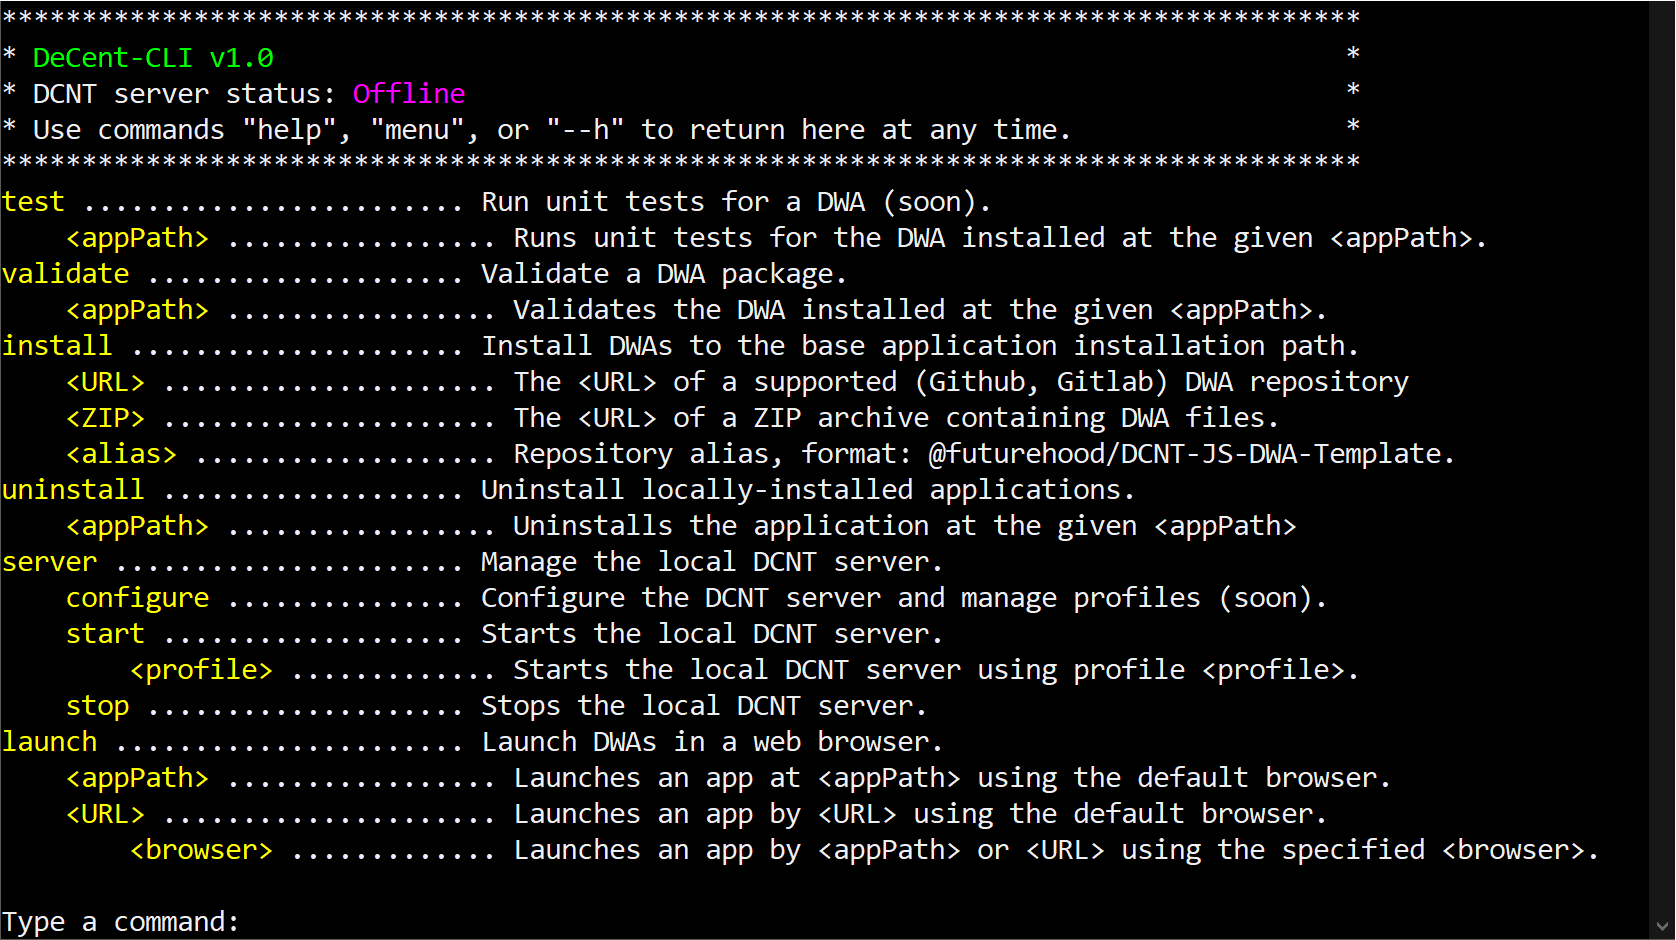 *************************************************************************************
* DeCent-CLI v1.0                                                                   *
* DCNT server status: Offline                                                       *
* Use commands "help", "menu", or "--h" to return here at any time.                 *
*************************************************************************************
test ........................ Run unit tests for a DWA (soon).
    <appPath> ................. Runs unit tests for the DWA installed at the given <appPath>.
validate .................... Validate a DWA package.
    <appPath> ................. Validates the DWA installed at the given <appPath>.
install ..................... Install DWAs to the base application installation path.
    <URL> ..................... The <URL> of a supported (Github, Gitlab) DWA repository
    <ZIP> ..................... The <URL> of a ZIP archive containing DWA files.
    <alias> ................... Repository alias, format: @futurehood/DCNT-JS-DWA-Template.
uninstall ................... Uninstall locally-installed applications.
    <appPath> ................. Uninstalls the application at the given <appPath>
server ...................... Manage the local DCNT server.
    configure ............... Configure the DCNT server and manage profiles (soon).
    start ................... Starts the local DCNT server.
        <profile> ............. Starts the local DCNT server using profile <profile>.
    stop .................... Stops the local DCNT server.
launch ...................... Launch DWAs in a web browser.
    <appPath> ................. Launches an app at <appPath> using the default browser.
    <URL> ..................... Launches an app by <URL> using the default browser.
        <browser> ............. Launches an app by <appPath> or <URL> using the specified <browser>.
Type a command: